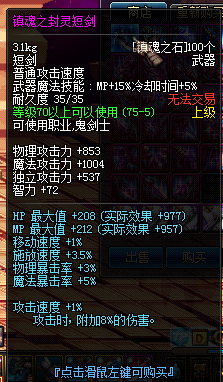 商店
重新購
镇魂之封灵短剑
[镇魂之石]100个
3.1kg 武器
短剑
普通攻击速度
武器魔法技能:MP+15%冷却时间+5%
耐久度 35/35 无法交易
等级70以上可以使用 (75-5) 上级
可使用职业,鬼剑士
物理攻击力 +853
魔法攻击力 +1004
独立攻击力 +537
智力 +72
HP 最大值 +208 (实际效果 +977)
MP 最大值 +212 (实际效果 +957)
移动速度 +1%
施放速度 +3.5%
物理暴击率 +3%
魔法暴击率 +5%
出售
购买
攻击速度 +1%
攻击时,附加8%的伤害。
『点击滑鼠左键可购买』